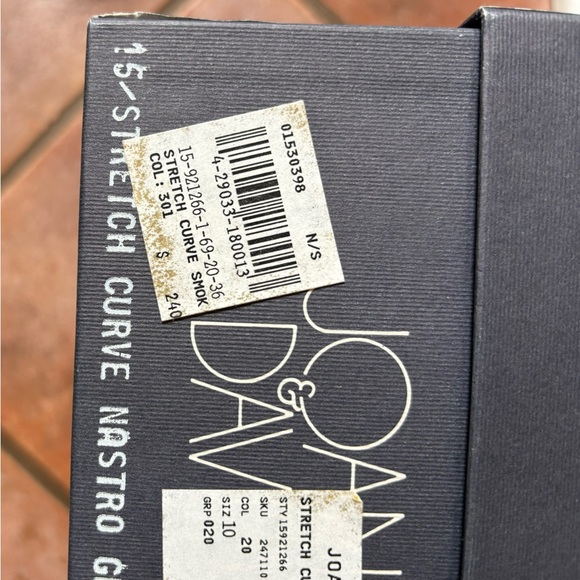 15/STRETCH CURVE NASTRO G
01530398 N/S
4-29033-180013
15-921266-1-69-20-36
STRETCH CURVE SMOK
COL: 301
$ 240
JOAN
&
DAV
JOA
STRETCH CU
STY 15921266
SKU 247110
COL 20
SIZ 10
GRP 020